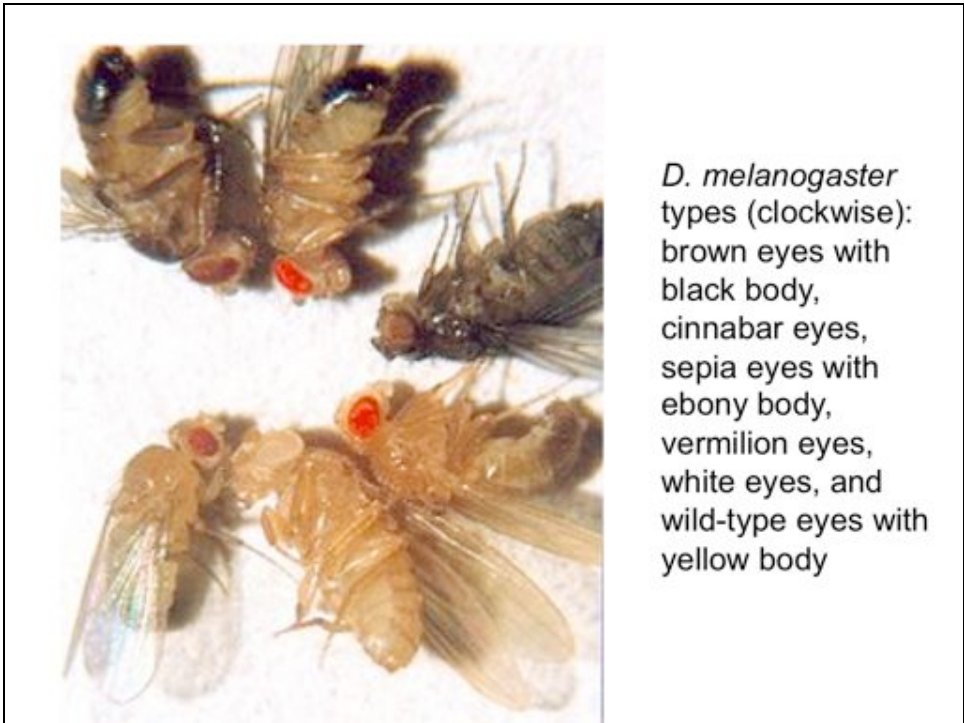 D. melanogaster
types (clockwise):
brown eyes with
black body,
cinnabar eyes,
sepia eyes with
ebony body,
vermilion eyes,
white eyes, and
wild-type eyes with
yellow body